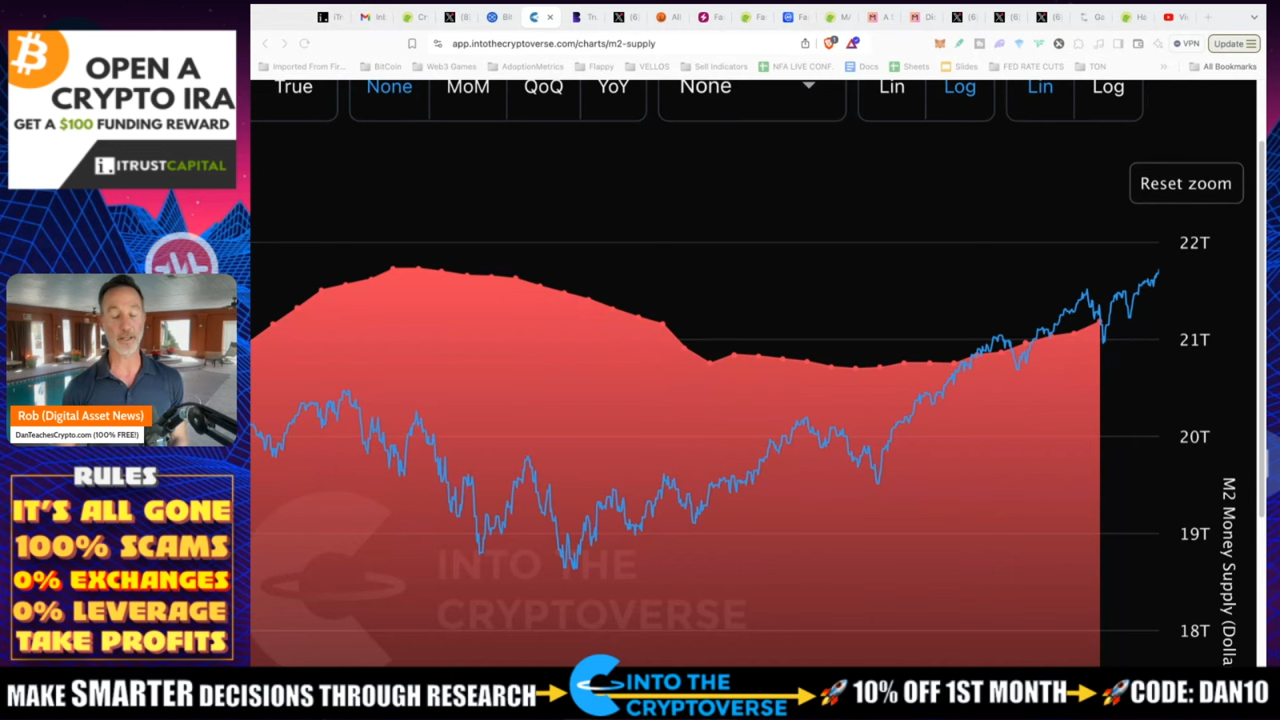 OPEN A
CRYPTO IRA
GET A $100 FUNDING REWARD
i. ITRUSTCAPITAL
Rob (Digital Asset News)
DanTeachesCrypto.com (100% FREE!)
RULES
IT'S ALL GONE
100% SCAMS
0% EXCHANGES
0% LEVERAGE
TAKE PROFITS
app.intothecryptoverse.com/charts/m2-supply
VPN
Update
Imported From Fir...
BitCoin
Web3 Games
AdoptionMetrics
Flappy
VELLOS
Sell Indicators
NFA LIVE CONF.
Docs
Sheets
Slides
FED RATE CUTS
TON
All Bookmarks
True
None MoM QoQ YoY
None
Lin Log
Lin Log
Reset zoom
22T
21T
20T
19T
18T
M2 Money Supply (Dolla
INTO THE
CRYPTOVERSE
MAKE SMARTER DECISIONS THROUGH RESEARCH
INTO THE
CRYPTOVERSE
10% OFF 1ST MONTH
CODE: DAN10